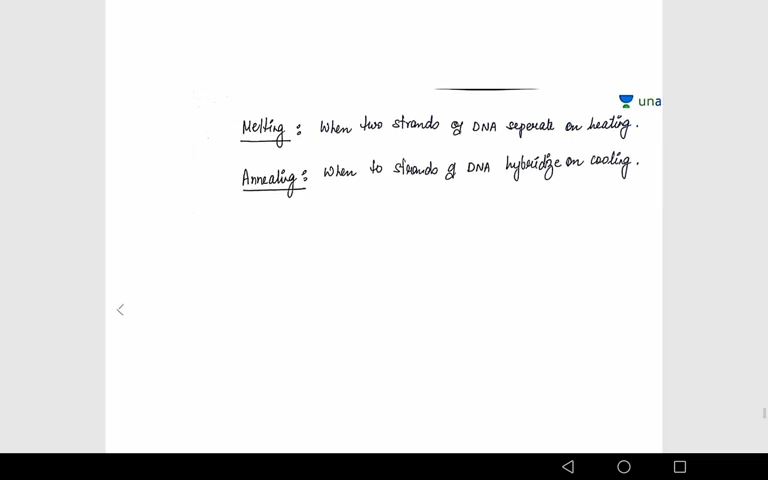 una
Melting : When two strands of DNA seperate on heating.
Annealing : When to strands of DNA hybridize on cooling.